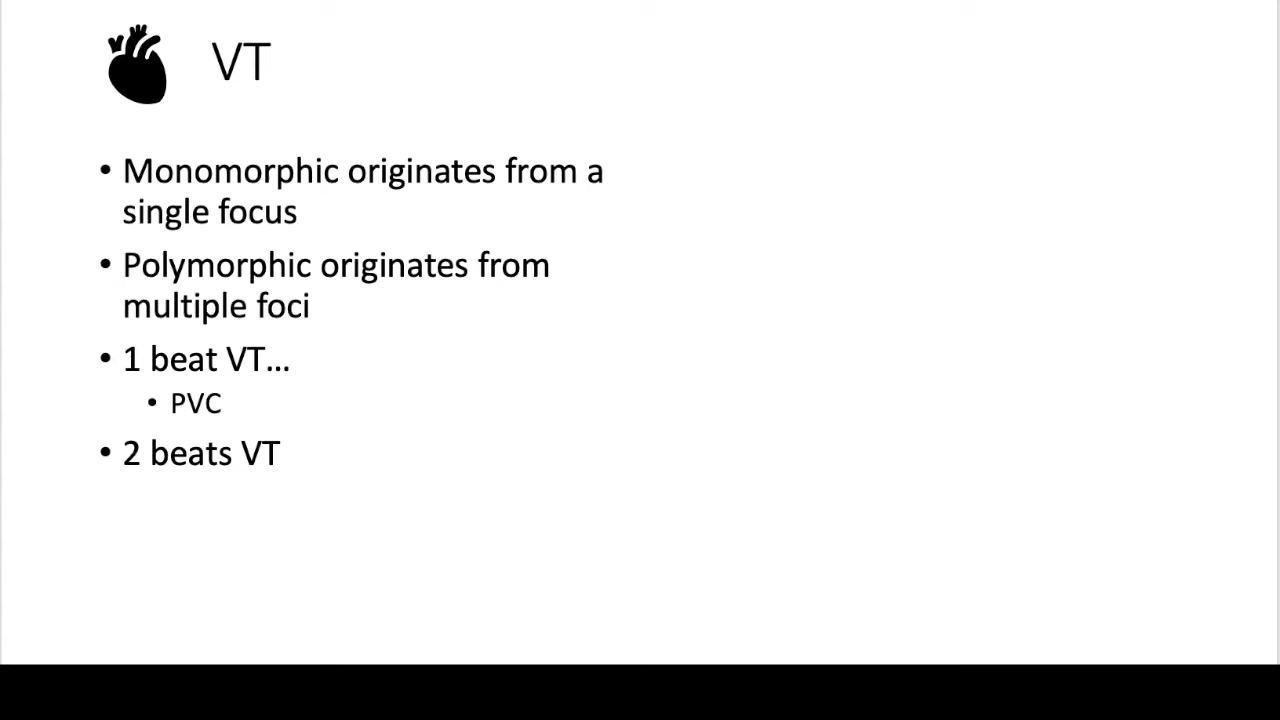 VT
• Monomorphic originates from a
single focus
• Polymorphic originates from
multiple foci
• 1 beat VT...
• PVC
• 2 beats VT